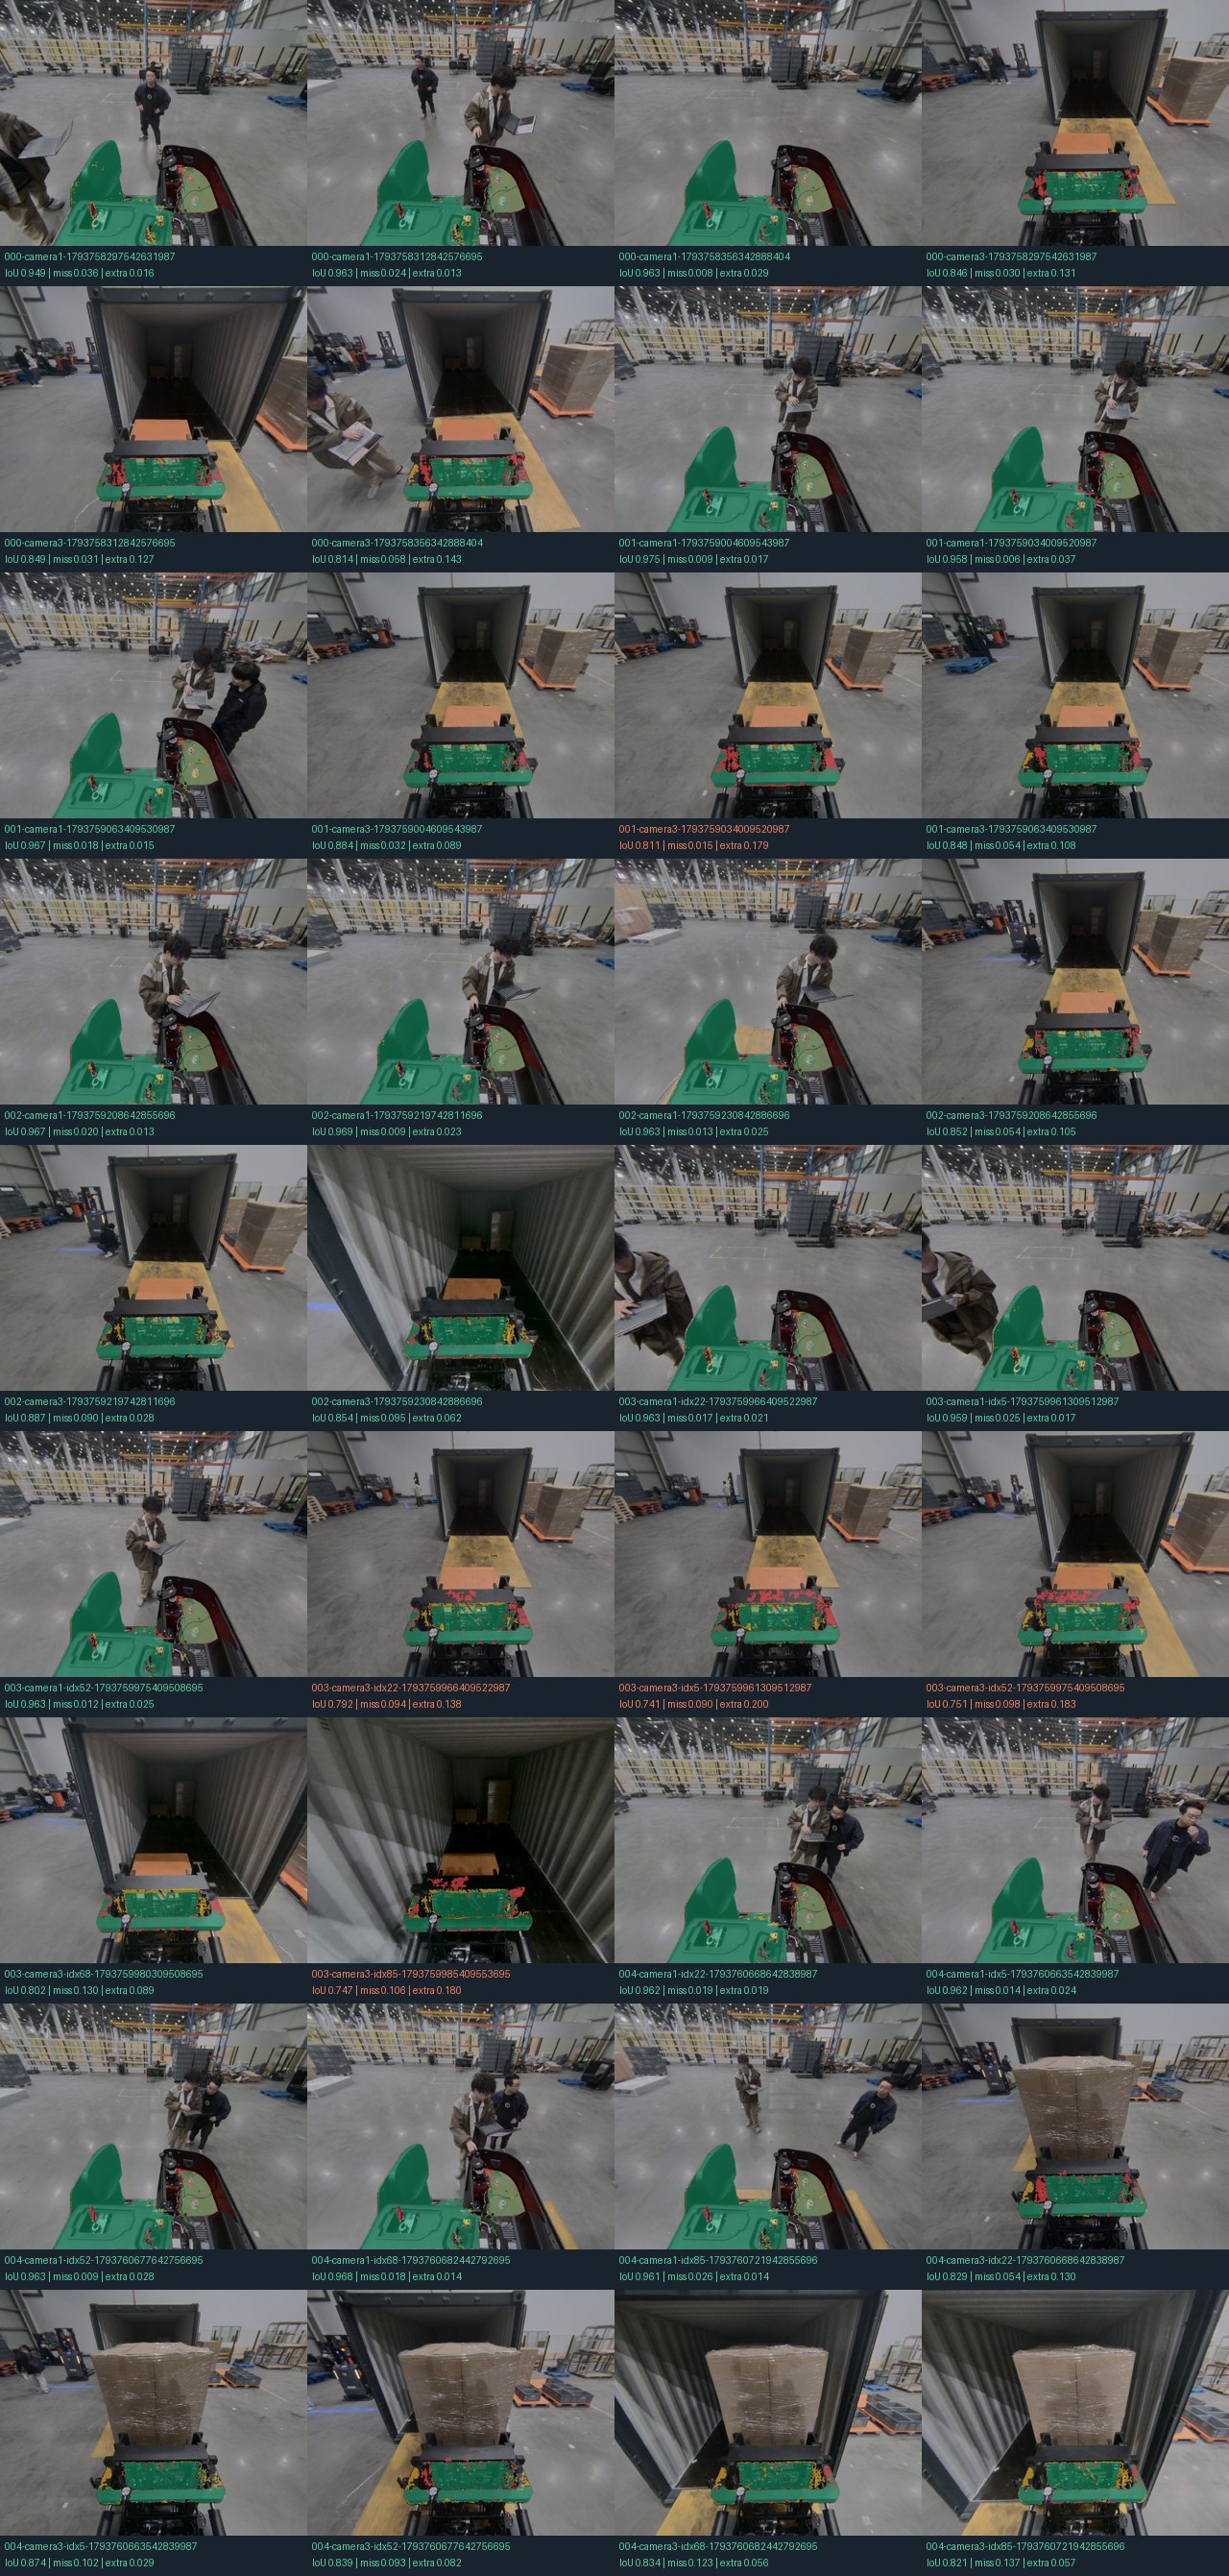 000-camera1-1793758297542631987
IoU 0.949 | miss 0.036 | extra 0.016
000-camera1-1793758312842576695
IoU 0.963 | miss 0.024 | extra 0.013
000-camera1-1793758356342888404
IoU 0.963 | miss 0.008 | extra 0.029
000-camera3-1793758297542631987
IoU 0.846 | miss 0.030 | extra 0.131
000-camera3-1793758312842576695
IoU 0.849 | miss 0.031 | extra 0.127
000-camera3-1793758356342888404
IoU 0.814 | miss 0.058 | extra 0.143
001-camera1-1793759004609543987
IoU 0.975 | miss 0.009 | extra 0.017
001-camera1-1793759034009520987
IoU 0.958 | miss 0.006 | extra 0.037
001-camera1-1793759063409530987
IoU 0.967 | miss 0.018 | extra 0.015
001-camera3-1793759004609543987
IoU 0.884 | miss 0.032 | extra 0.089
001-camera3-1793759034009520987
IoU 0.811 | miss 0.015 | extra 0.179
001-camera3-1793759063409530987
IoU 0.848 | miss 0.054 | extra 0.108
002-camera1-1793759208642855696
IoU 0.967 | miss 0.020 | extra 0.013
002-camera1-1793759219742811696
IoU 0.969 | miss 0.009 | extra 0.023
002-camera1-1793759230842886696
IoU 0.963 | miss 0.013 | extra 0.025
002-camera3-1793759208642855696
IoU 0.852 | miss 0.054 | extra 0.105
002-camera3-1793759219742811696
IoU 0.887 | miss 0.090 | extra 0.028
002-camera3-1793759230842886696
IoU 0.854 | miss 0.095 | extra 0.062
003-camera1-idx22-1793759966409522987
IoU 0.963 | miss 0.017 | extra 0.021
003-camera1-idx5-1793759961309512987
IoU 0.959 | miss 0.025 | extra 0.017
003-camera1-idx52-1793759975409508695
IoU 0.963 | miss 0.012 | extra 0.025
003-camera3-idx22-1793759966409522987
IoU 0.792 | miss 0.094 | extra 0.138
003-camera3-idx5-1793759961309512987
IoU 0.741 | miss 0.090 | extra 0.200
003-camera3-idx52-1793759975409508695
IoU 0.751 | miss 0.098 | extra 0.183
003-camera3-idx68-1793759980309508695
IoU 0.802 | miss 0.130 | extra 0.089
003-camera3-idx85-1793759985409553695
IoU 0.747 | miss 0.106 | extra 0.180
004-camera1-idx22-1793760668642838987
IoU 0.962 | miss 0.019 | extra 0.019
004-camera1-idx5-1793760663542839987
IoU 0.962 | miss 0.014 | extra 0.024
004-camera1-idx52-1793760677642756695
IoU 0.963 | miss 0.009 | extra 0.028
004-camera1-idx68-1793760682442792695
IoU 0.968 | miss 0.018 | extra 0.014
004-camera1-idx85-1793760721942855696
IoU 0.961 | miss 0.026 | extra 0.014
004-camera3-idx22-1793760668642838987
IoU 0.829 | miss 0.054 | extra 0.130
004-camera3-idx5-1793760663542839987
IoU 0.874 | miss 0.102 | extra 0.029
004-camera3-idx52-1793760677642756695
IoU 0.839 | miss 0.093 | extra 0.082
004-camera3-idx68-1793760682442792695
IoU 0.834 | miss 0.123 | extra 0.056
004-camera3-idx85-1793760721942855696
IoU 0.821 | miss 0.137 | extra 0.057